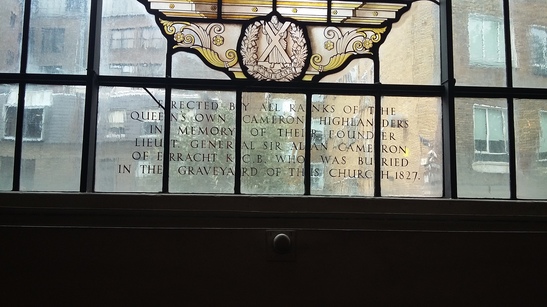 ERECTED BY ALL RANKS OF THE
QUEEN'S OWN CAMERON HIGHLANDERS
IN MEMORY OF THEIR FOUNDER
LIEUT. GENERAL SIR ALAN CAMERON
OF ERRACHT K.C.B. WHO WAS BURIED
IN THE GRAVEYARD OF THIS CHURCH 1827.